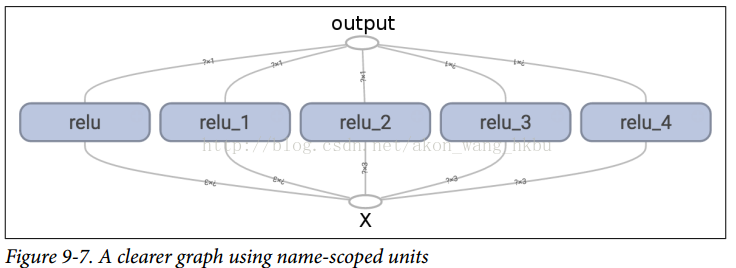 output
?×1 ?×1 ?×1 ?×1 ?×1
relu relu_1 relu_2 relu_3 relu_4
http://blog.csdn.net/akon_wang_hkbu
?×3 ?×3 ?×3 ?×3 ?×3
X
Figure 9-7. A clearer graph using name-scoped units